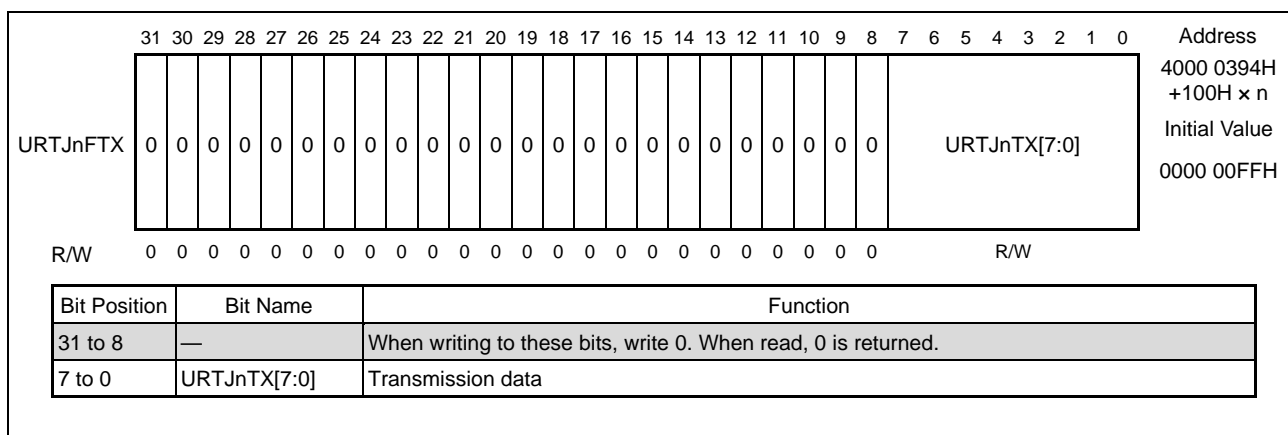 31 30 29 28 27 26 25 24 23 22 21 20 19 18 17 16 15 14 13 12 11 10 9 8 7 6 5 4 3 2 1 0 Address
4000 0394H
+100H × n
URTJnFTX 0 0 0 0 0 0 0 0 0 0 0 0 0 0 0 0 0 0 0 0 0 0 0 0 URTJnTX[7:0] Initial Value
0000 00FFH
R/W 0 0 0 0 0 0 0 0 0 0 0 0 0 0 0 0 0 0 0 0 0 0 0 0 R/W
Bit Position Bit Name Function
31 to 8 — When writing to these bits, write 0. When read, 0 is returned.
7 to 0 URTJnTX[7:0] Transmission data